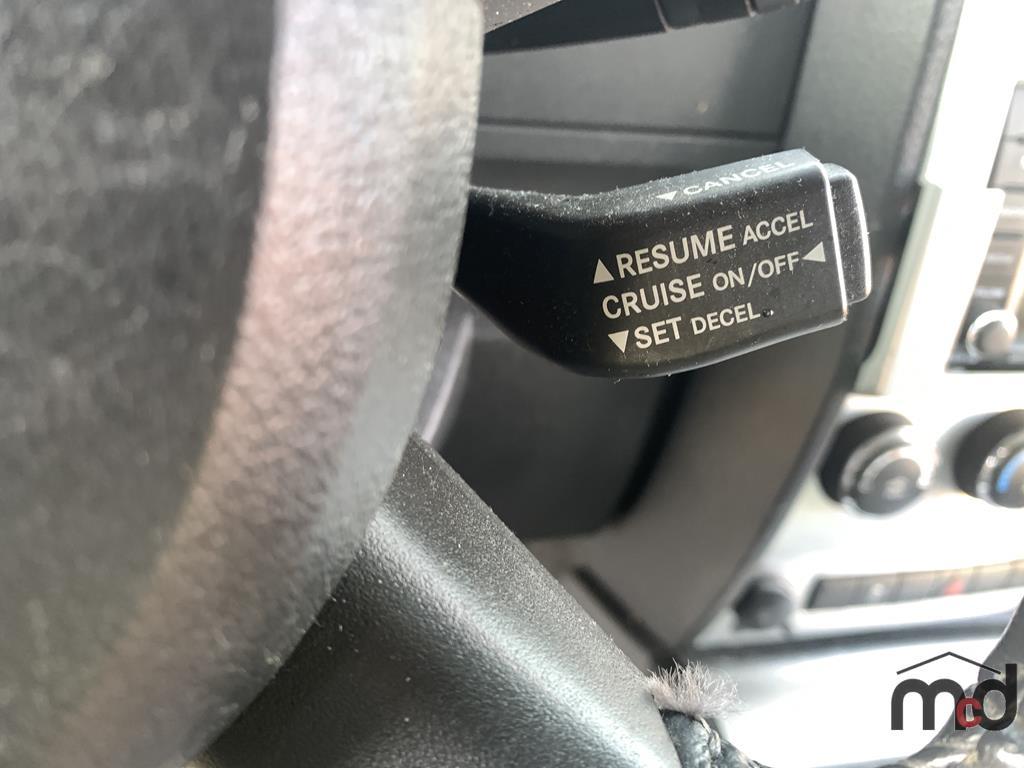 ▼CANCEL
▲RESUME ACCEL
CRUISE ON/OFF◀
▼SET DECEL
mcd